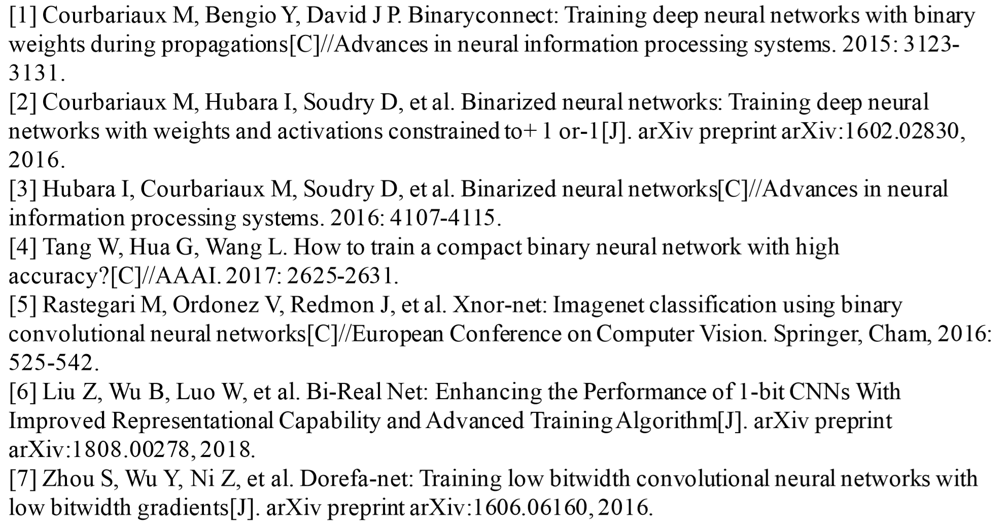 [1] Courbariaux M, Bengio Y, David J P. Binaryconnect: Training deep neural networks with binary
weights during propagations[C]//Advances in neural information processing systems. 2015: 3123-
3131.
[2] Courbariaux M, Hubara I, Soudry D, et al. Binarized neural networks: Training deep neural
networks with weights and activations constrained to+ 1 or-1[J]. arXiv preprint arXiv:1602.02830,
2016.
[3] Hubara I, Courbariaux M, Soudry D, et al. Binarized neural networks[C]//Advances in neural
information processing systems. 2016: 4107-4115.
[4] Tang W, Hua G, Wang L. How to train a compact binary neural network with high
accuracy?[C]//AAAI. 2017: 2625-2631.
[5] Rastegari M, Ordonez V, Redmon J, et al. Xnor-net: Imagenet classification using binary
convolutional neural networks[C]//European Conference on Computer Vision. Springer, Cham, 2016:
525-542.
[6] Liu Z, Wu B, Luo W, et al. Bi-Real Net: Enhancing the Performance of 1-bit CNNs With
Improved Representational Capability and Advanced Training Algorithm[J]. arXiv preprint
arXiv:1808.00278, 2018.
[7] Zhou S, Wu Y, Ni Z, et al. Dorefa-net: Training low bitwidth convolutional neural networks with
low bitwidth gradients[J]. arXiv preprint arXiv:1606.06160, 2016.